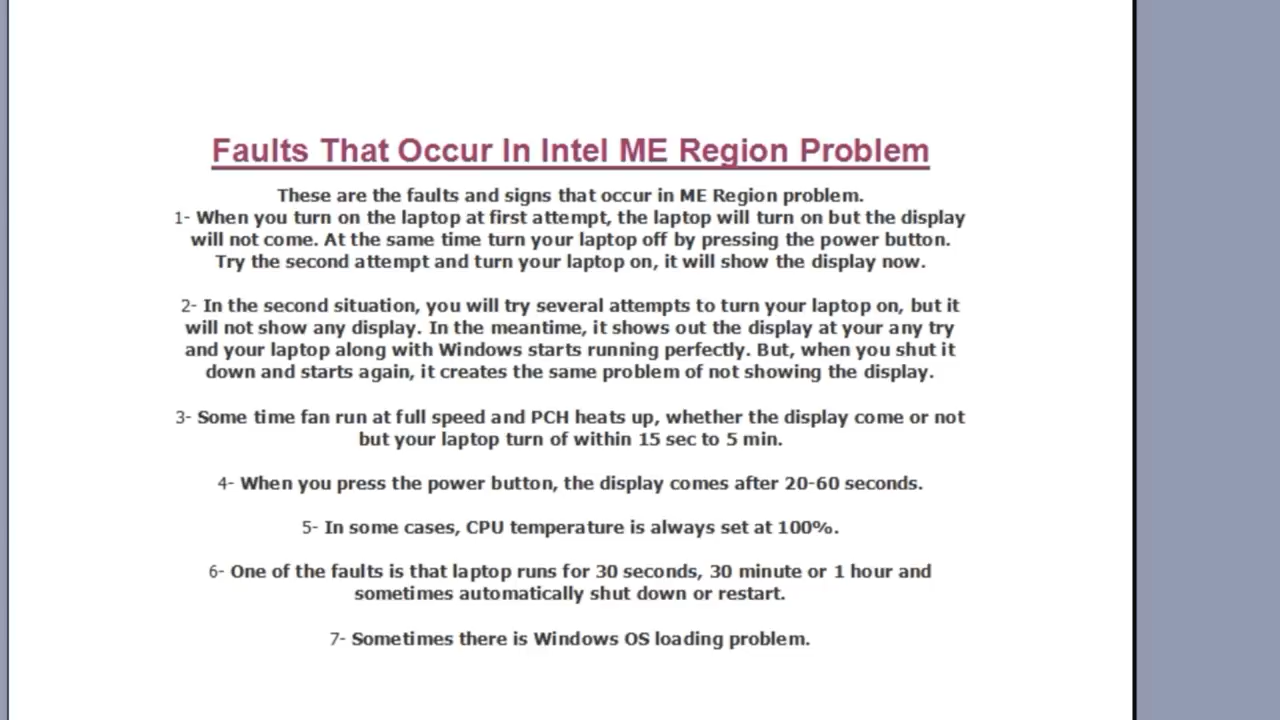 Faults That Occur In Intel ME Region Problem
These are the faults and signs that occur in ME Region problem.
1- When you turn on the laptop at first attempt, the laptop will turn on but the display
will not come. At the same time turn your laptop off by pressing the power button.
Try the second attempt and turn your laptop on, it will show the display now.
2- In the second situation, you will try several attempts to turn your laptop on, but it
will not show any display. In the meantime, it shows out the display at your any try
and your laptop along with Windows starts running perfectly. But, when you shut it
down and starts again, it creates the same problem of not showing the display.
3- Some time fan run at full speed and PCH heats up, whether the display come or not
but your laptop turn of within 15 sec to 5 min.
4- When you press the power button, the display comes after 20-60 seconds.
5- In some cases, CPU temperature is always set at 100%.
6- One of the faults is that laptop runs for 30 seconds, 30 minute or 1 hour and
sometimes automatically shut down or restart.
7- Sometimes there is Windows OS loading problem.